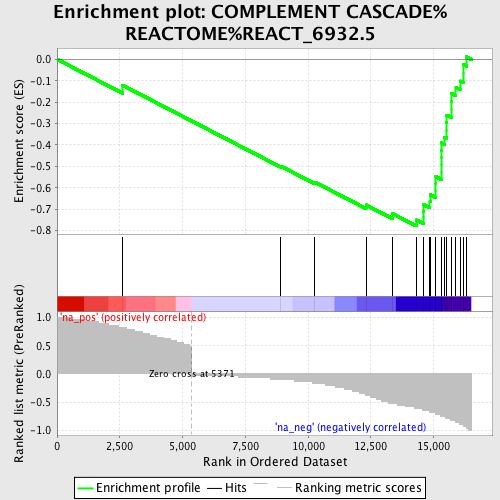 Enrichment plot: COMPLEMENT CASCADE%
REACTOME%REACT_6932.5
Enrichment score (ES)
0.0
-0.1
-0.2
-0.3
-0.4
-0.5
-0.6
-0.7
-0.8
Ranked list metric (PreRanked)
1.0
0.5
0.0
-0.5
-1.0
'na_pos' (positively correlated)
Zero cross at 5371
'na_neg' (negatively correlated)
0
2,500
5,000
7,500
10,000
12,500
15,000
Rank in Ordered Dataset
Enrichment profile
Hits
Ranking metric scores